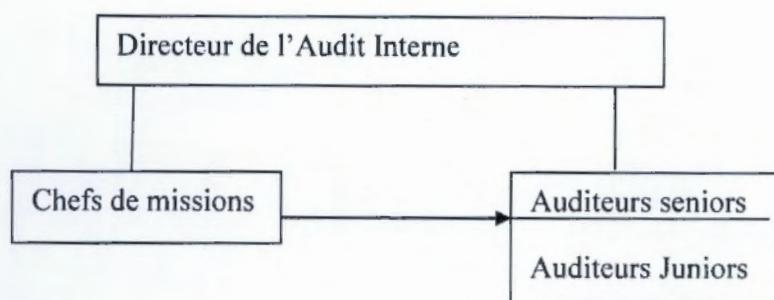 Directeur de l'Audit Interne
Chefs de missions
Auditeurs seniors
Auditeurs Juniors